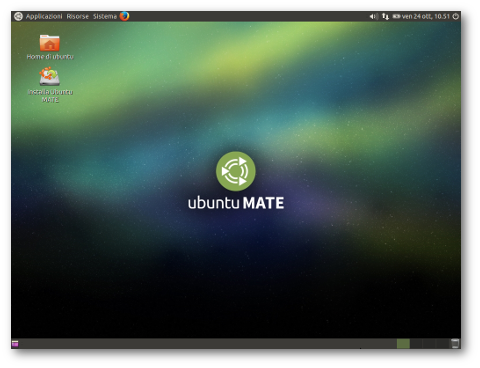 Applicazioni Risorse Sistema
ven 24 ott, 10.51
Home di ubuntu
Installa Ubuntu
MATE
ubuntu MATE